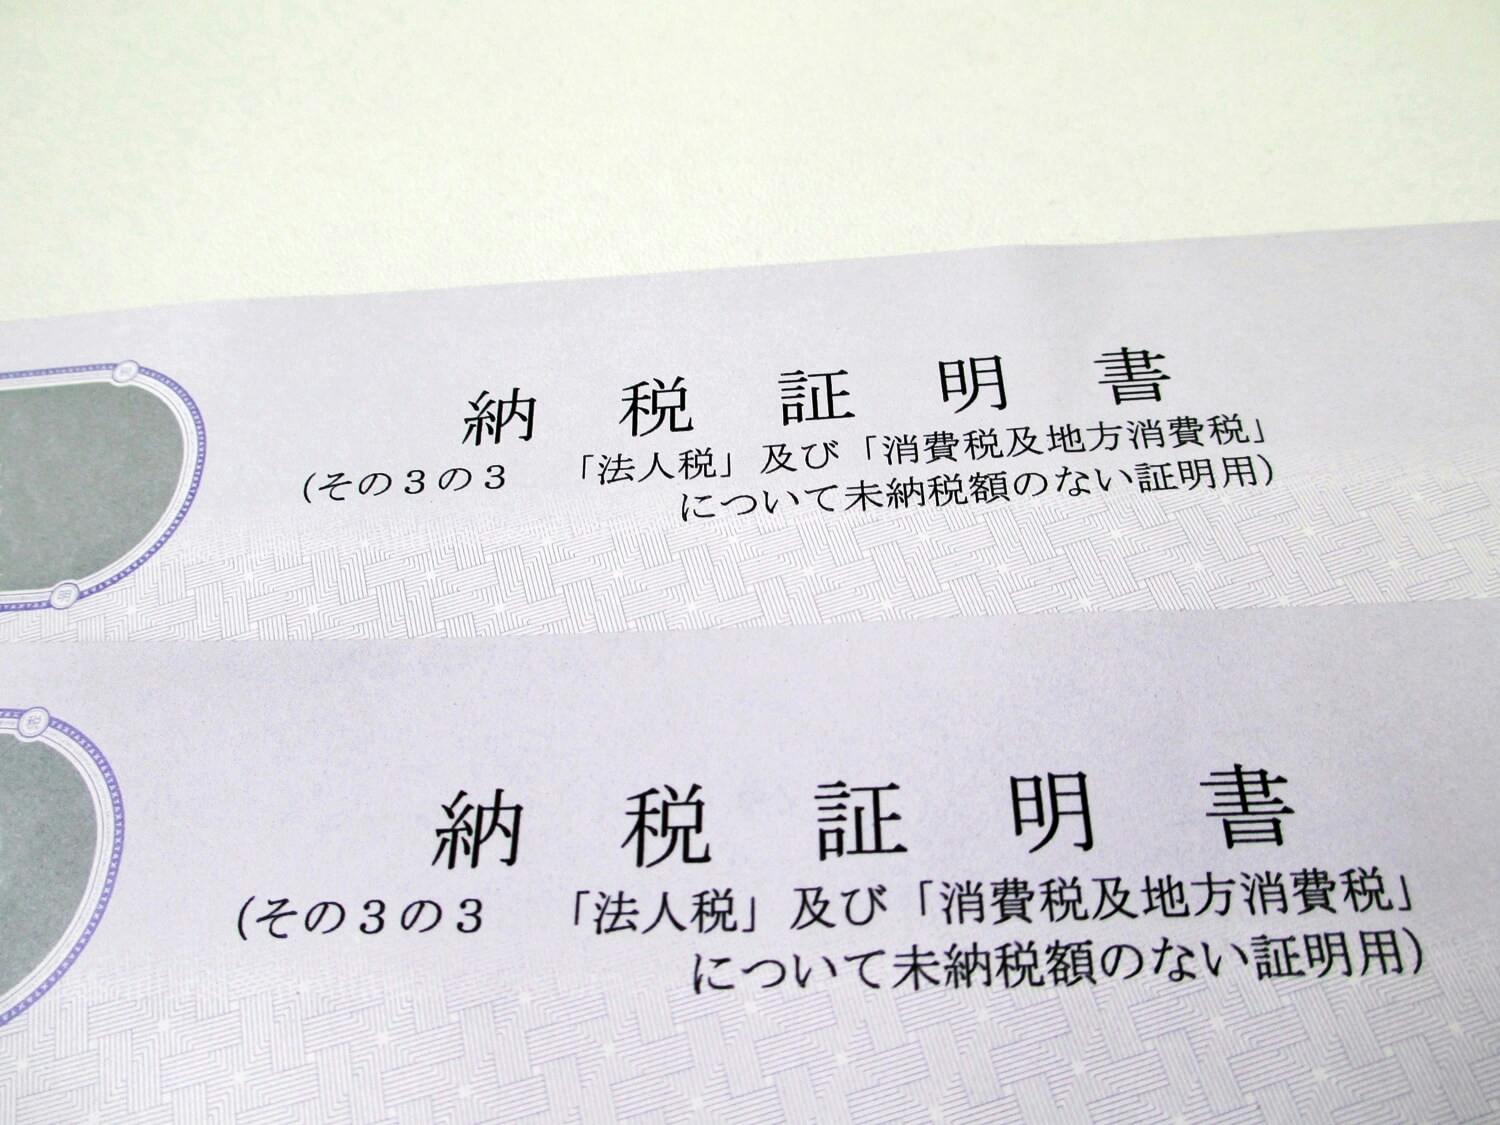 納税証明書
(その3の3 「法人税」及び「消費税及地方消費税」
について未納税額のない証明用)
明
税
納税証明書
(その3の3 「法人税」及び「消費税及地方消費税」
について未納税額のない証明用)